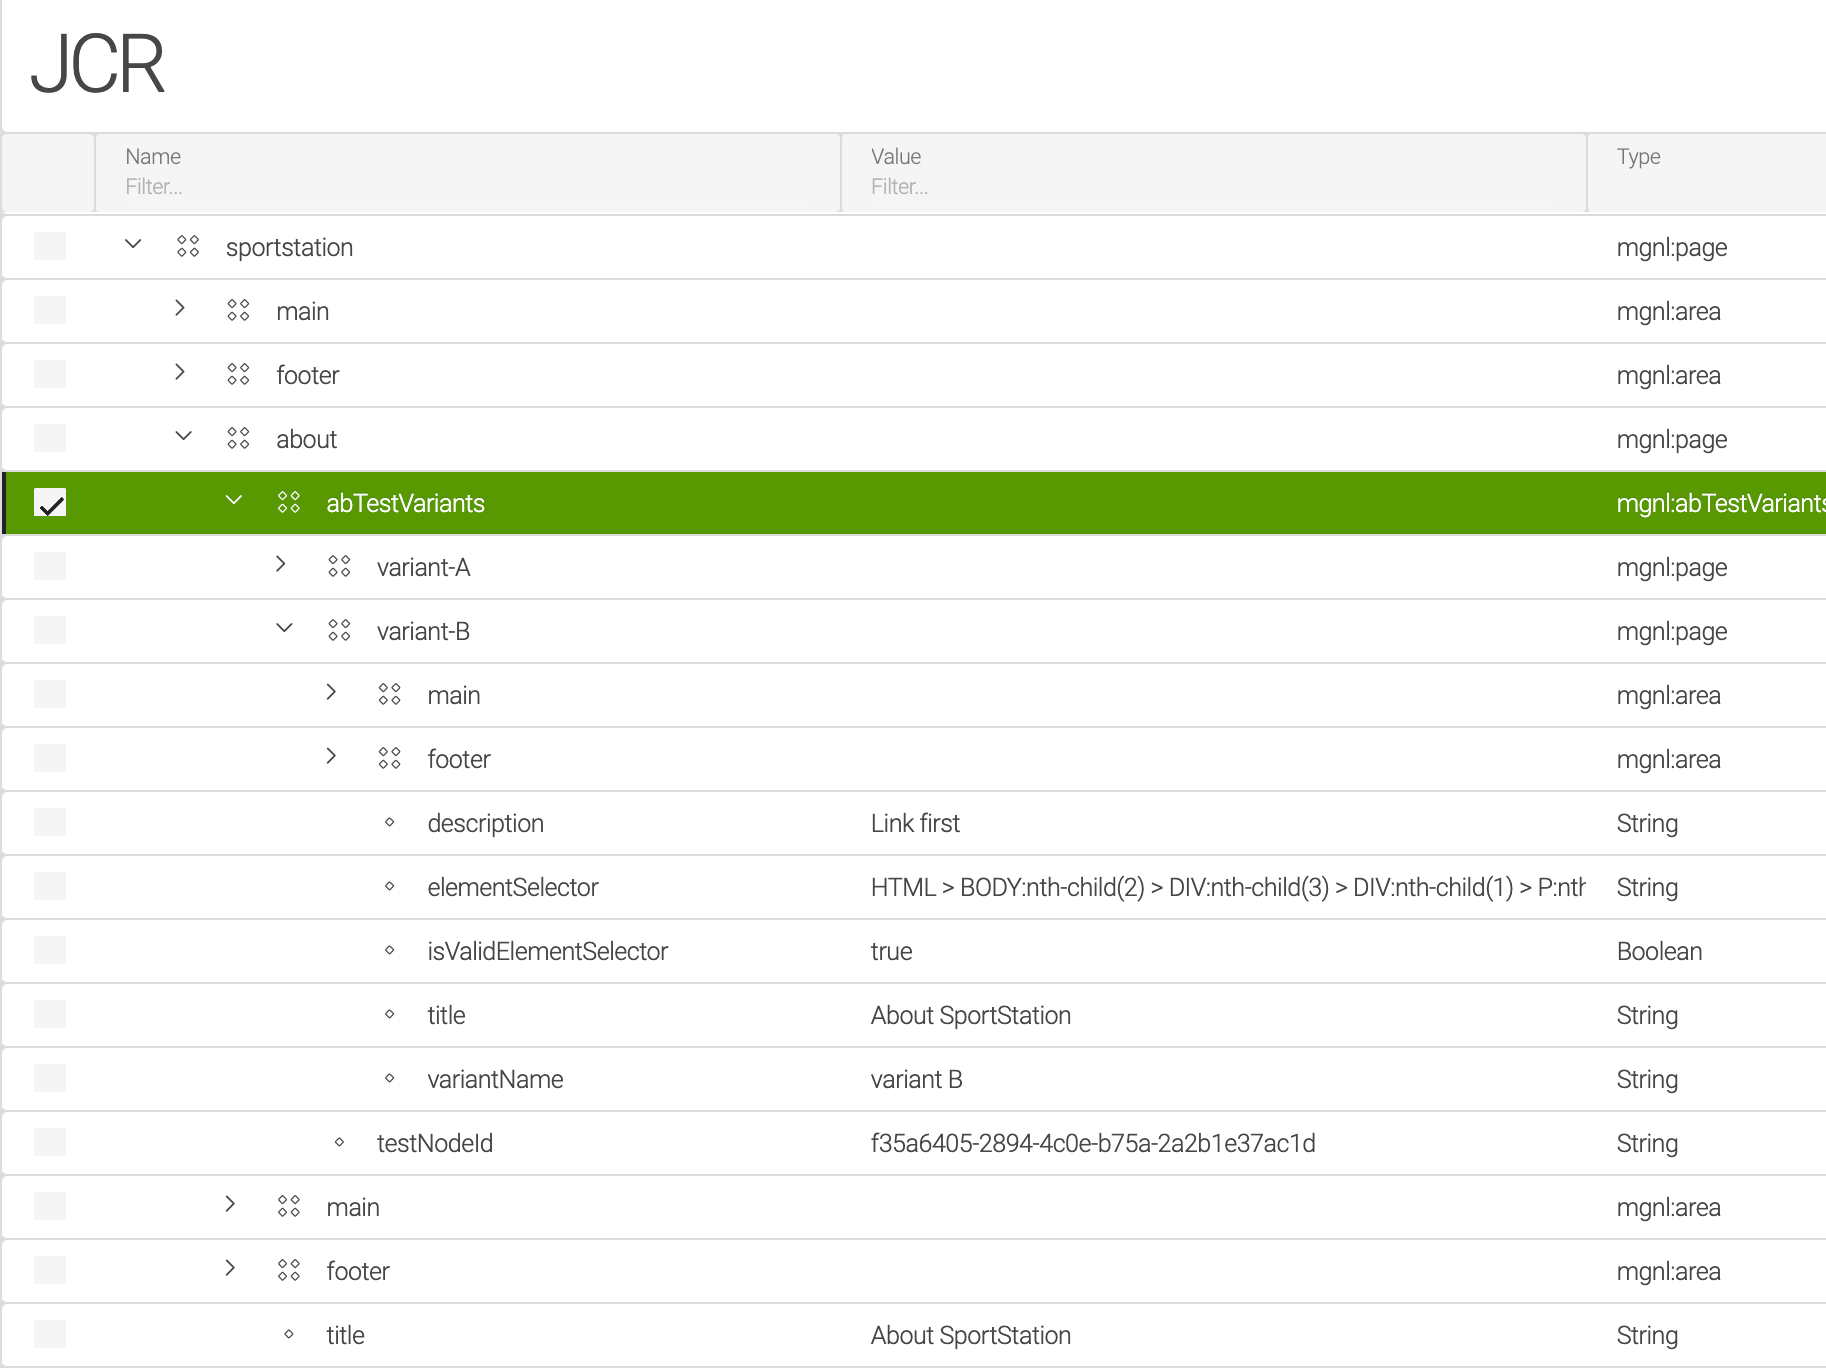 JCR
Name Value Type
Filter... Filter...
sportstation mgnl:page
main mgnl:area
footer mgnl:area
about mgnl:page
abTestVariants mgnl:abTestVariants
variant-A mgnl:page
variant-B mgnl:page
main mgnl:area
footer mgnl:area
description Link first String
elementSelector HTML > BODY:nth-child(2) > DIV:nth-child(3) > DIV:nth-child(1) > P:nth String
isValidElementSelector true Boolean
title About SportStation String
variantName variant B String
testNodeId f35a6405-2894-4c0e-b75a-2a2b1e37ac1d String
main mgnl:area
footer mgnl:area
title About SportStation String